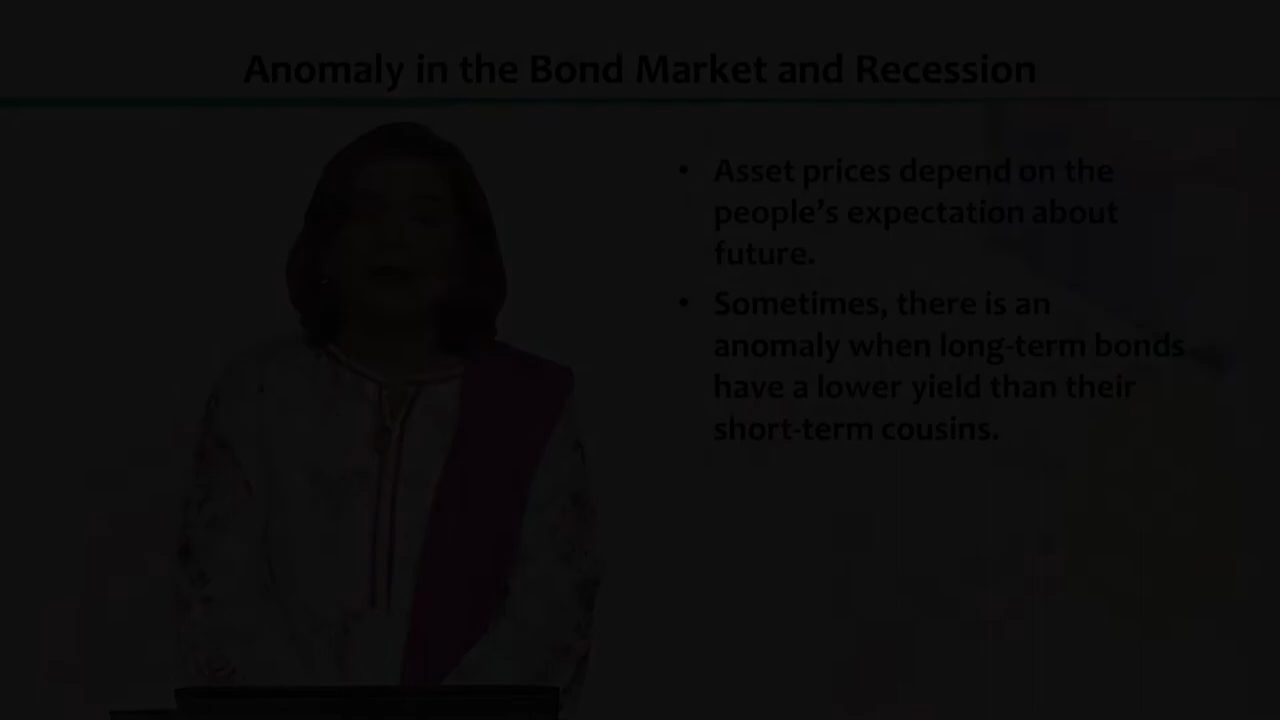 Anomaly in the Bond Market and Recession
• Asset prices depend on the
people’s expectation about
future.
• Sometimes, there is an
anomaly when long-term bonds
have a lower yield than their
short-term cousins.